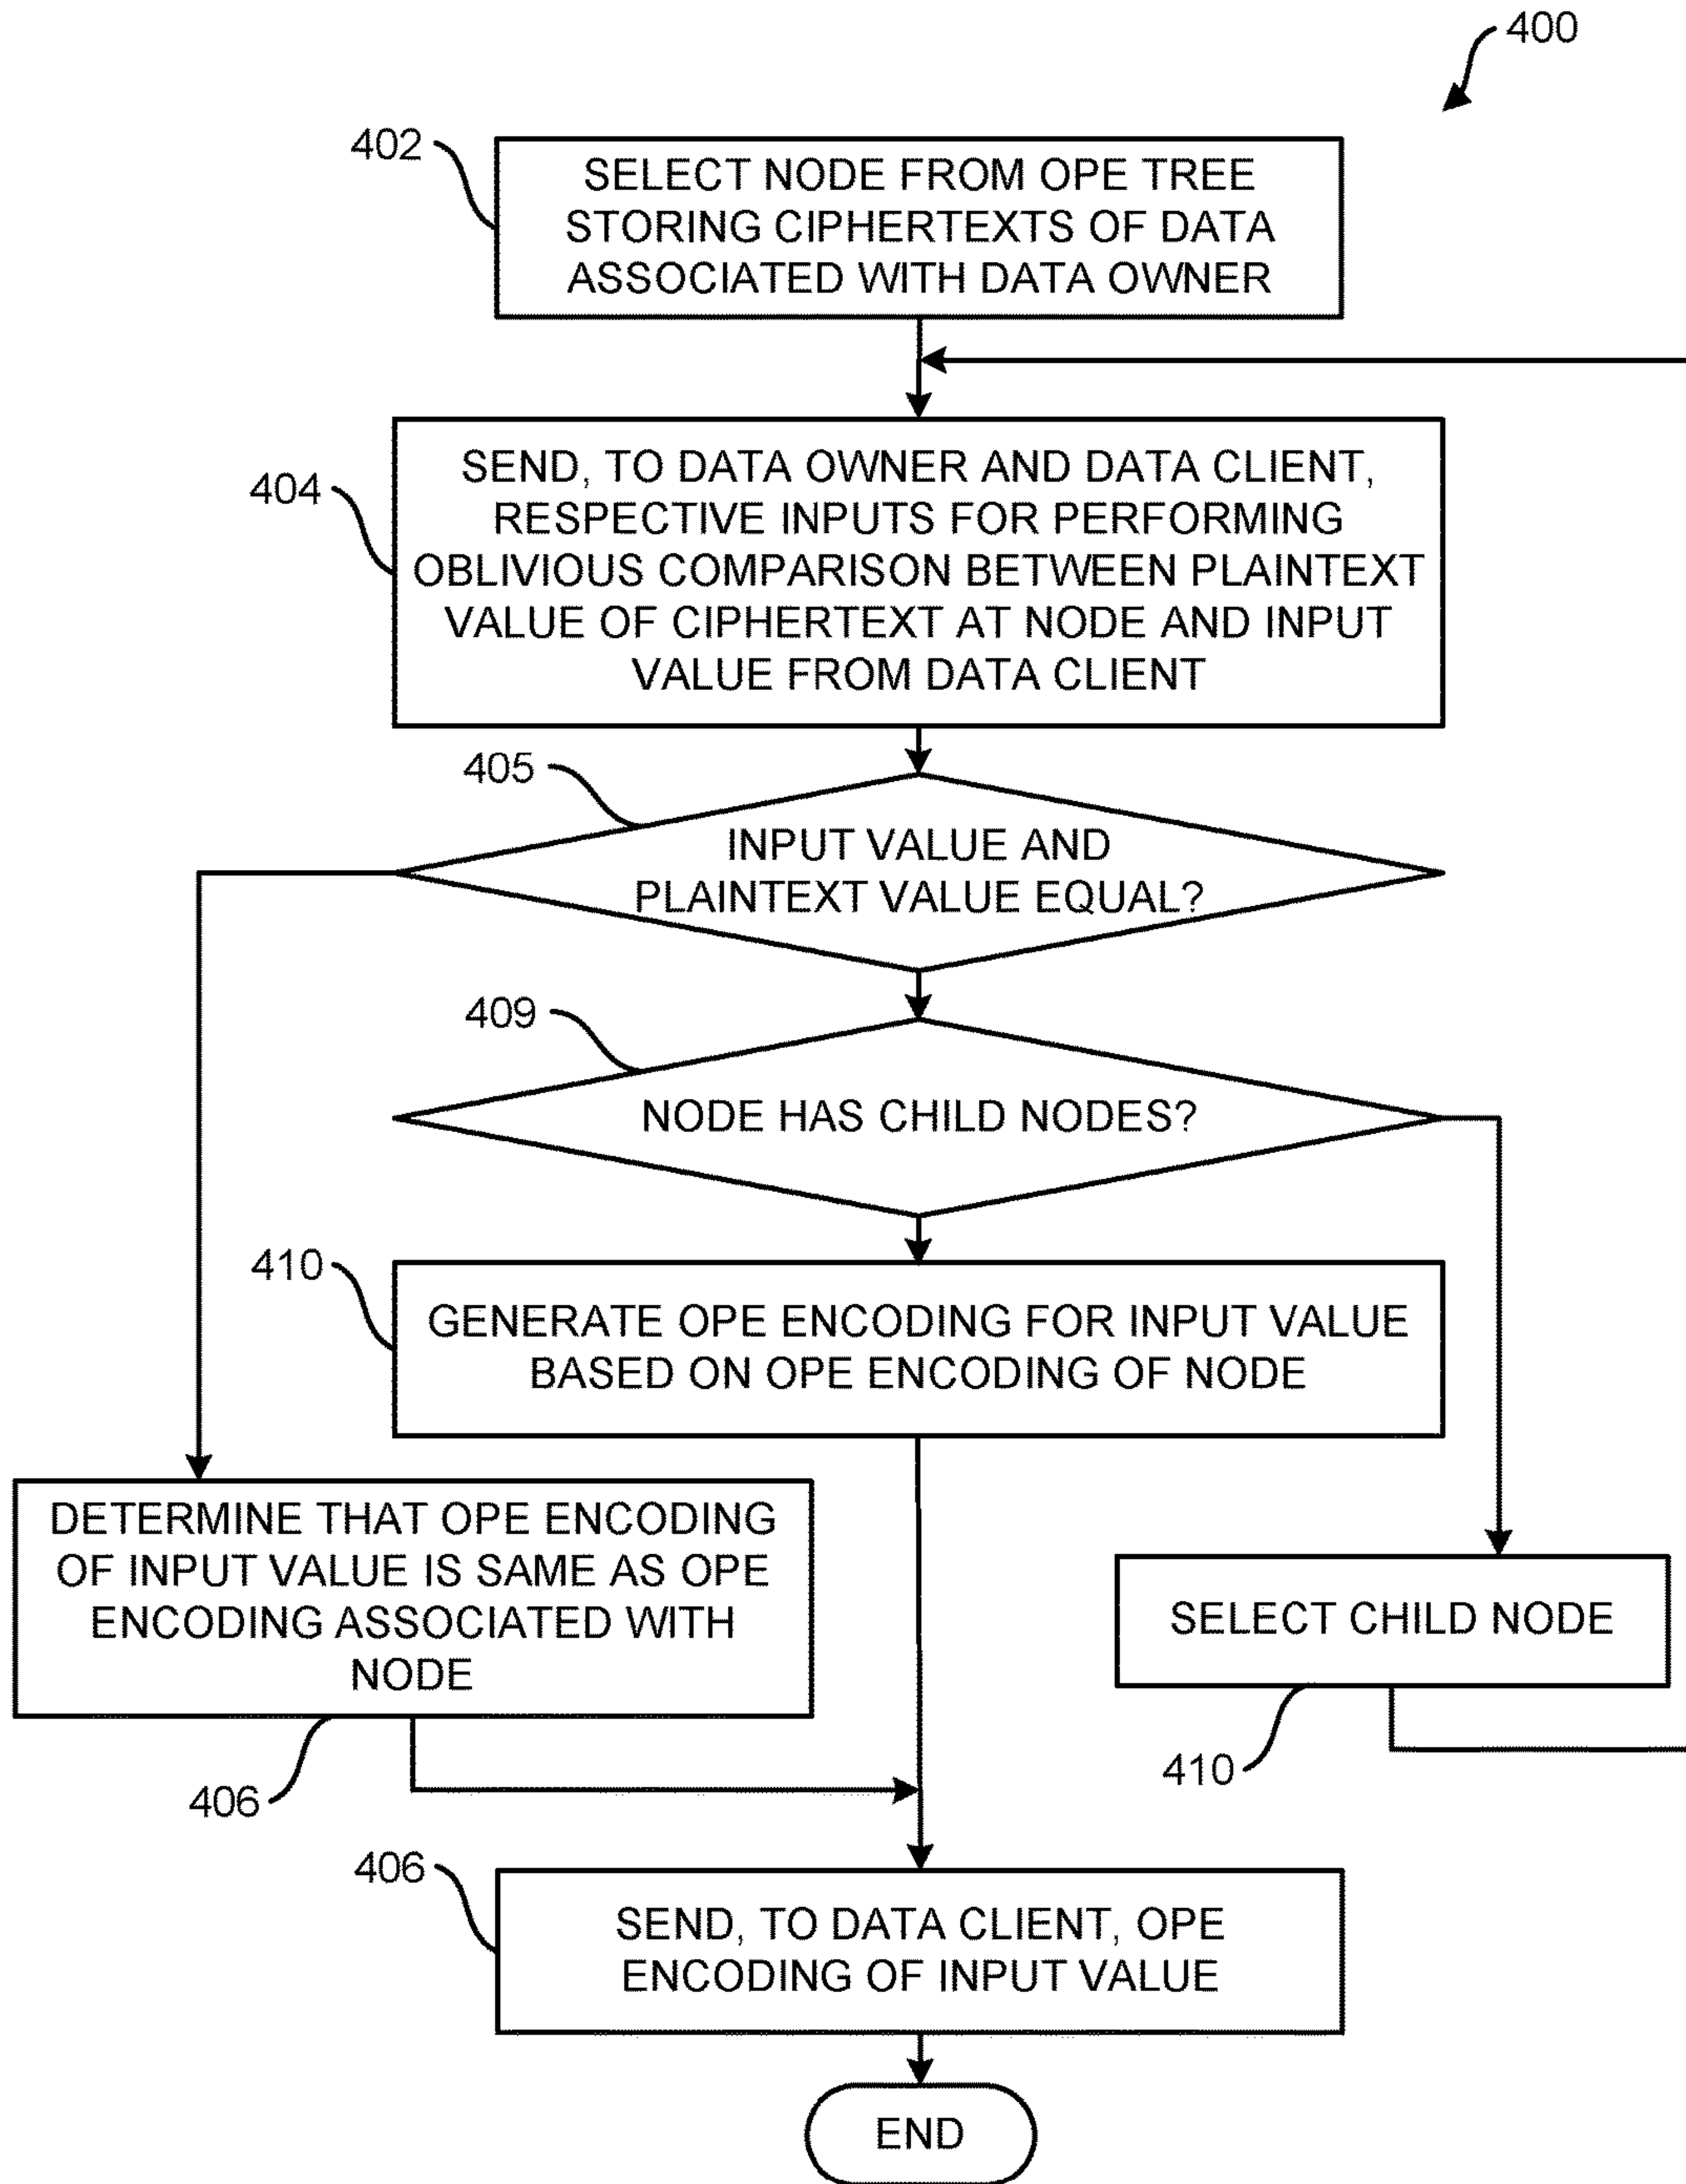 400
402
SELECT NODE FROM OPE TREE
STORING CIPHERTEXTS OF DATA
ASSOCIATED WITH DATA OWNER
404
SEND, TO DATA OWNER AND DATA CLIENT,
RESPECTIVE INPUTS FOR PERFORMING
OBLIVIOUS COMPARISON BETWEEN PLAINTEXT
VALUE OF CIPHERTEXT AT NODE AND INPUT
VALUE FROM DATA CLIENT
405
INPUT VALUE AND
PLAINTEXT VALUE EQUAL?
409
NODE HAS CHILD NODES?
410
GENERATE OPE ENCODING FOR INPUT VALUE
BASED ON OPE ENCODING OF NODE
DETERMINE THAT OPE ENCODING
OF INPUT VALUE IS SAME AS OPE
ENCODING ASSOCIATED WITH
NODE
406
SELECT CHILD NODE
410
406
SEND, TO DATA CLIENT, OPE
ENCODING OF INPUT VALUE
END